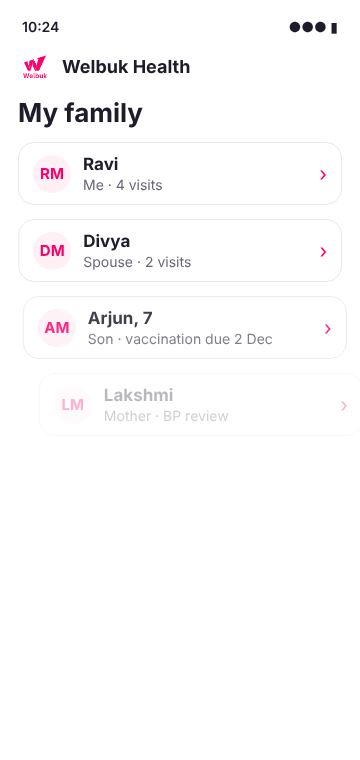 10:24
Welbuk
Welbuk Health
My family
RM
Ravi
Me · 4 visits
DM
Divya
Spouse · 2 visits
AM
Arjun, 7
Son · vaccination due 2 Dec
LM
Lakshmi
Mother · BP review